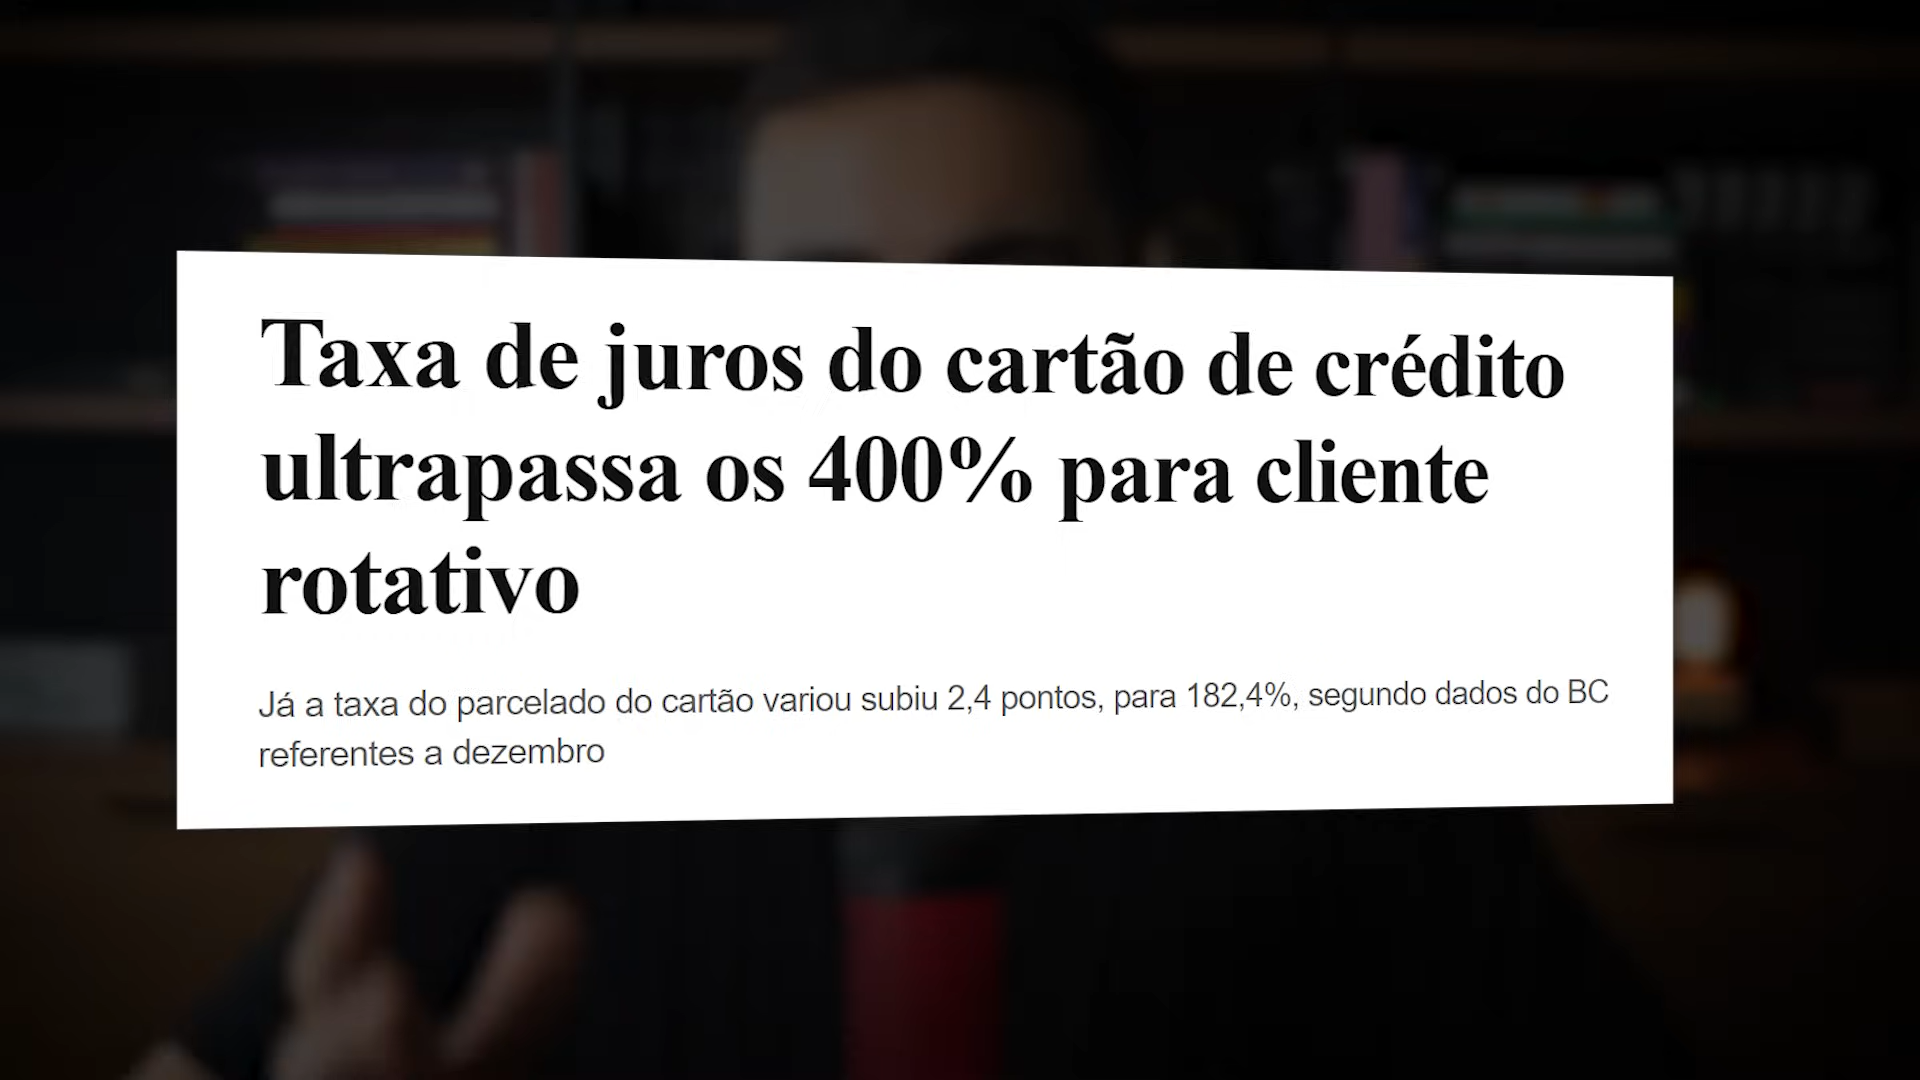 Taxa de juros do cartão de crédito
ultrapassa os 400% para cliente
rotativo
Já a taxa do parcelado do cartão variou subiu 2,4 pontos, para 182,4%, segundo dados do BC
referentes a dezembro